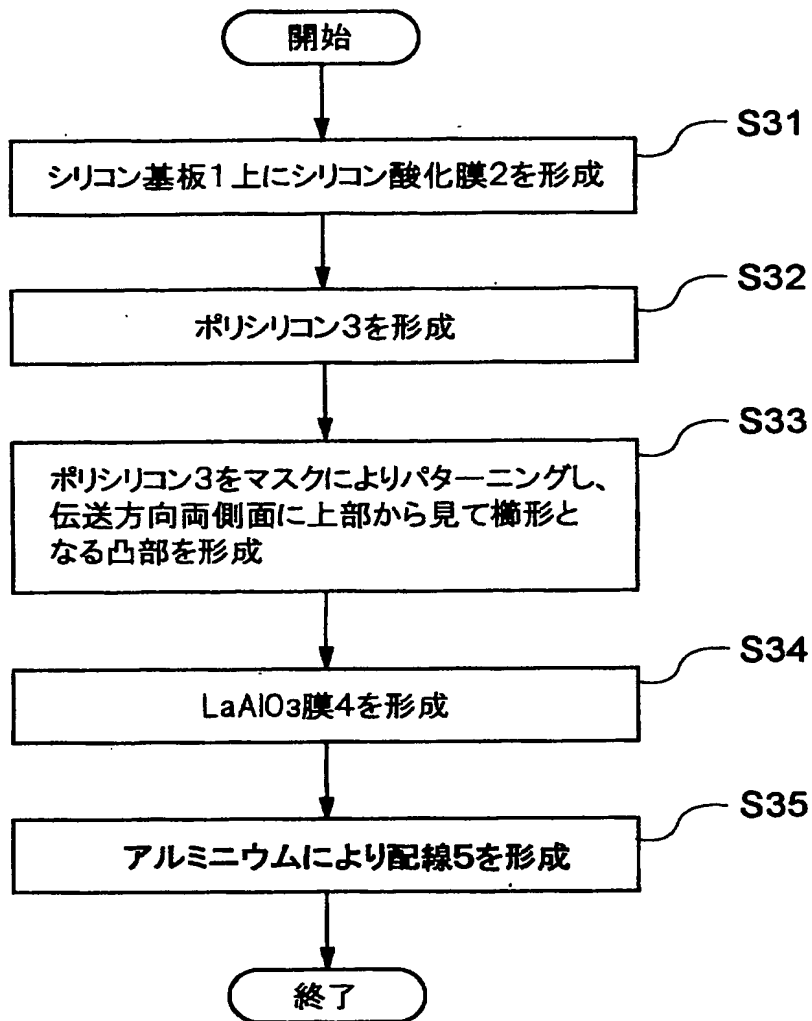 開始
S31
シリコン基板1上にシリコン酸化膜2を形成
S32
ポリシリコン3を形成
S33
ポリシリコン3をマスクによりパターニングし、
伝送方向両側面に上部から見て櫛形と
なる凸部を形成
S34
LaAlO₃膜4を形成
S35
アルミニウムにより配線5を形成
終了